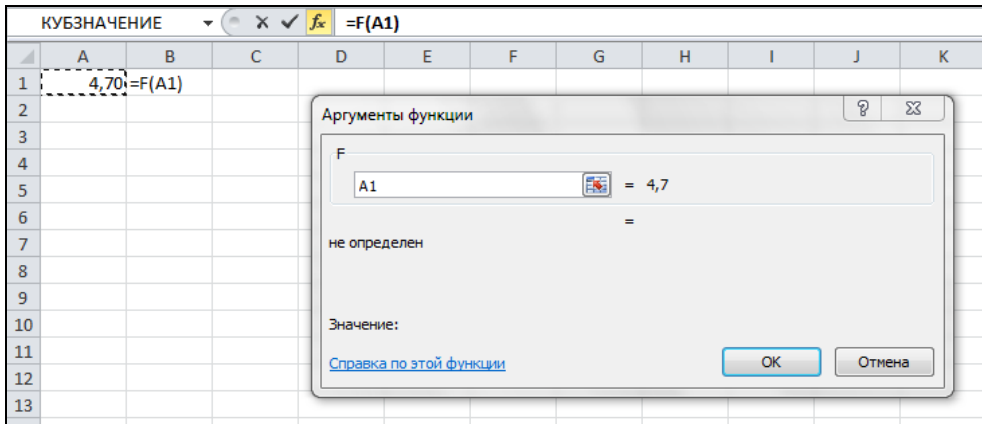 КУБЗНАЧЕНИЕ fx =F(A1)
A B C D E F G H I J K
1 4,70 =F(A1)
2
Аргументы функции ?
3
F
4
5 A1 = 4,7
6 =
7 не определен
8
9
10 Значение:
11 Справка по этой функции OK Отмена
12
13